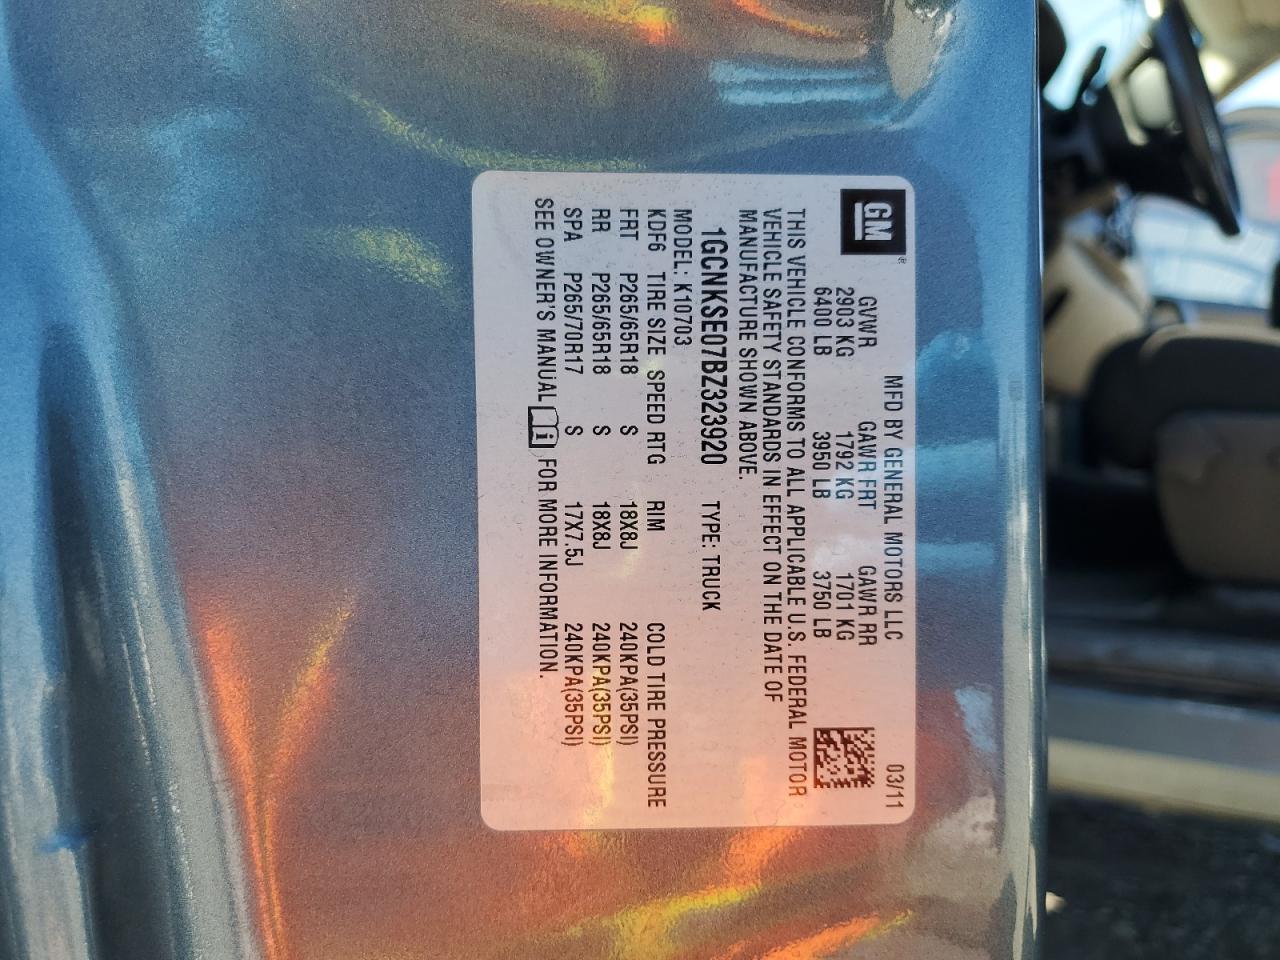 GM ®
MFD BY GENERAL MOTORS LLC 03/11
GVWR GAWR FRT GAWR RR
2903 KG 1792 KG 1701 KG
6400 LB 3950 LB 3750 LB
THIS VEHICLE CONFORMS TO ALL APPLICABLE U.S. FEDERAL MOTOR
VEHICLE SAFETY STANDARDS IN EFFECT ON THE DATE OF
MANUFACTURE SHOWN ABOVE.
1GCNKSE07BZ323920 TYPE: TRUCK
MODEL: K10703
KDF6 TIRE SIZE SPEED RTG RIM COLD TIRE PRESSURE
FRT P265/65R18 S 18X8J 240KPA(35PSI)
RR P265/65R18 S 18X8J 240KPA(35PSI)
SPA P265/70R17 S 17X7.5J 240KPA(35PSI)
SEE OWNER'S MANUAL i FOR MORE INFORMATION.